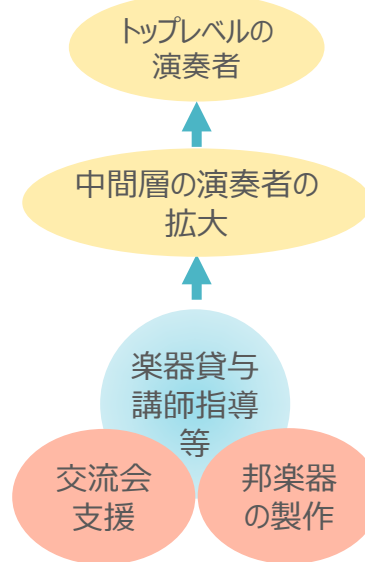 トップレベルの
演奏者
中間層の演奏者の
拡大
楽器貸与
講師指導
等
交流会
支援
邦楽器
の製作